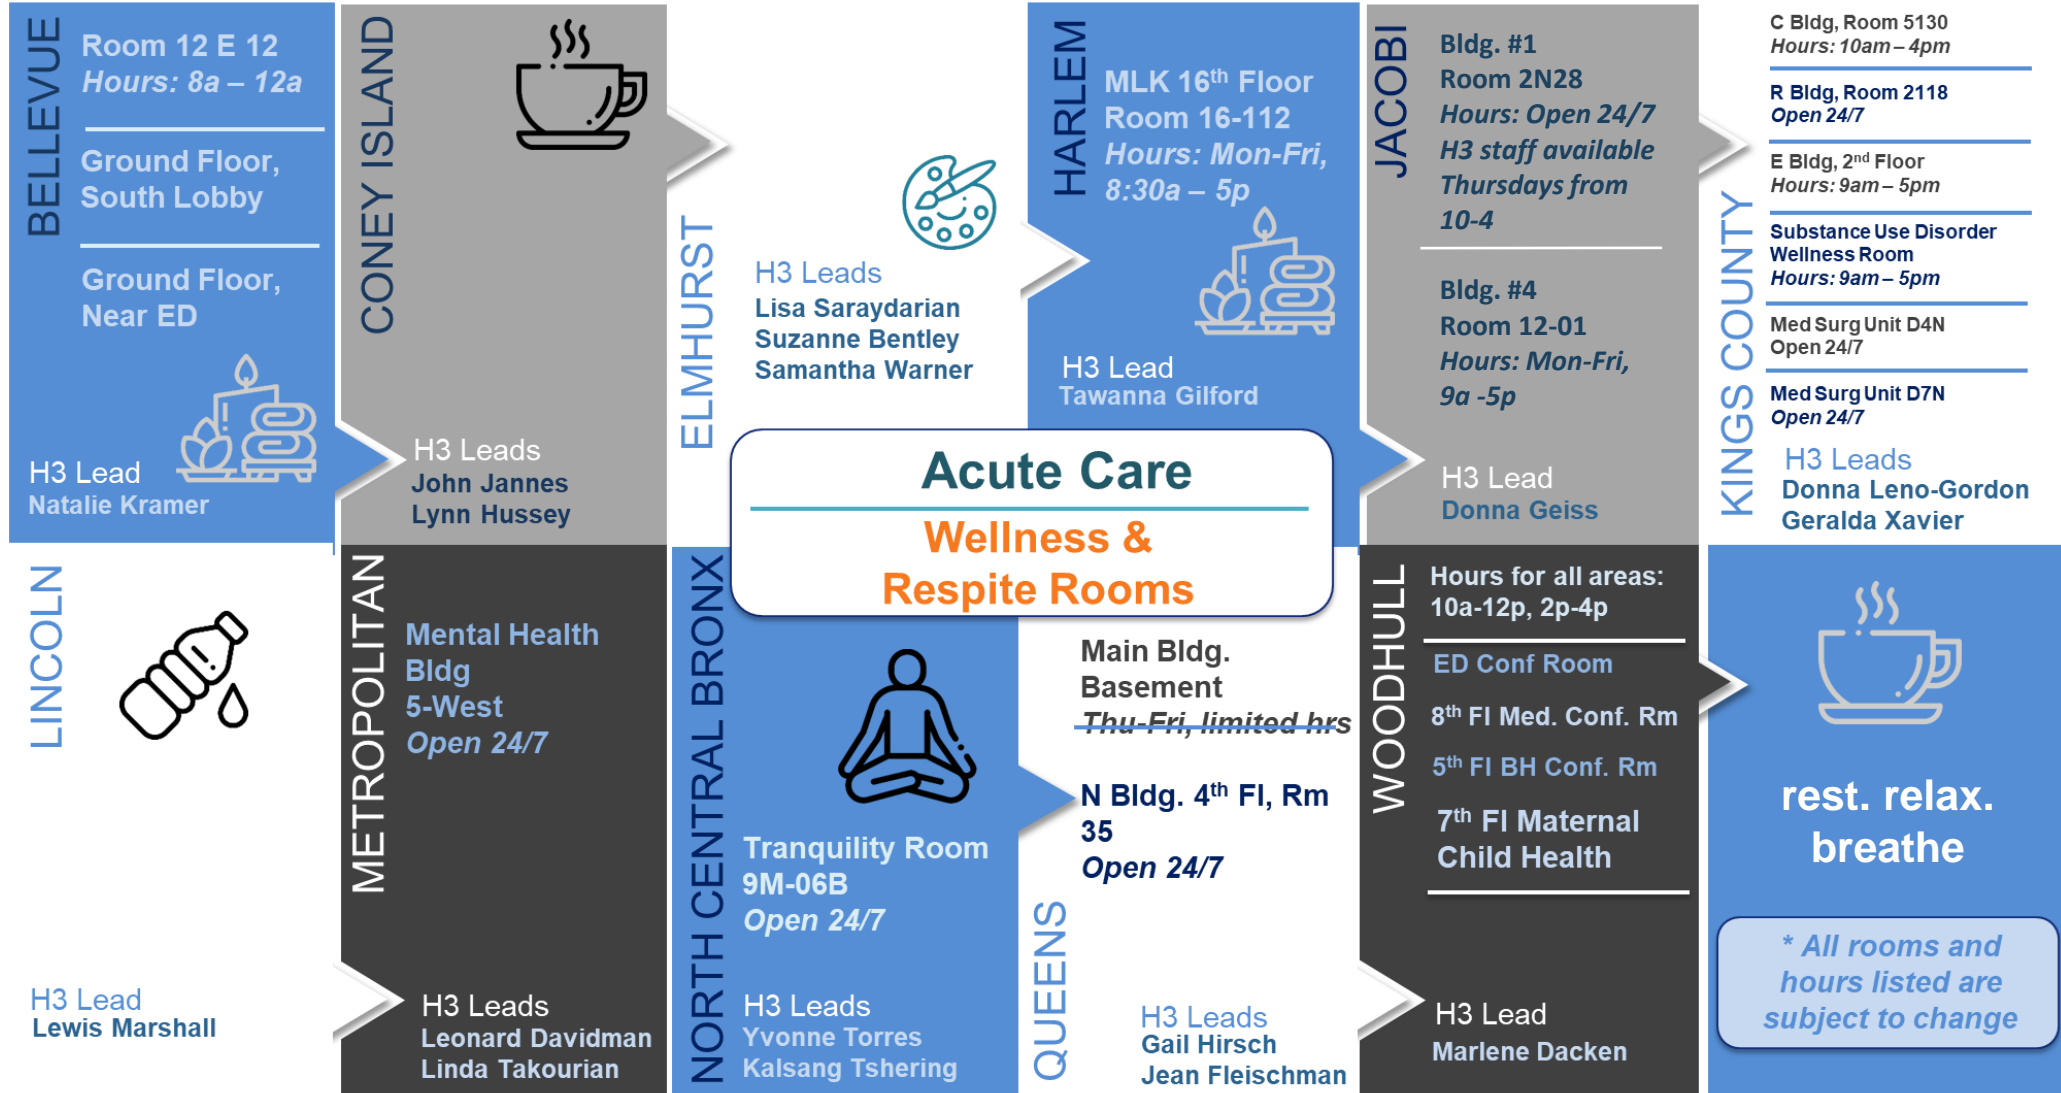 BELLEVUE
Room 12 E 12
Hours: 8a – 12a
Ground Floor,
South Lobby
Ground Floor,
Near ED
H3 Lead
Natalie Kramer
CONEY ISLAND
H3 Leads
John Jannes
Lynn Hussey
ELMHURST
H3 Leads
Lisa Saraydarian
Suzanne Bentley
Samantha Warner
HARLEM
MLK 16th Floor
Room 16-112
Hours: Mon-Fri,
8:30a – 5p
H3 Lead
Tawanna Gilford
JACOBI
Bldg. #1
Room 2N28
Hours: Open 24/7
H3 staff available
Thursdays from
10-4
Bldg. #4
Room 12-01
Hours: Mon-Fri,
9a -5p
H3 Lead
Donna Geiss
KINGS COUNTY
C Bldg, Room 5130
Hours: 10am – 4pm
R Bldg, Room 2118
Open 24/7
E Bldg, 2nd Floor
Hours: 9am – 5pm
Substance Use Disorder
Wellness Room
Hours: 9am – 5pm
Med Surg Unit D4N
Open 24/7
Med Surg Unit D7N
Open 24/7
H3 Leads
Donna Leno-Gordon
Geralda Xavier
Acute Care
Wellness &
Respite Rooms
LINCOLN
H3 Lead
Lewis Marshall
METROPOLITAN
Mental Health
Bldg
5-West
Open 24/7
H3 Leads
Leonard Davidman
Linda Takourian
NORTH CENTRAL BRONX
Tranquility Room
9M-06B
Open 24/7
H3 Leads
Yvonne Torres
Kalsang Tshering
QUEENS
Main Bldg.
Basement
Thu-Fri, limited hrs
N Bldg. 4th Fl, Rm
35
Open 24/7
H3 Leads
Gail Hirsch
Jean Fleischman
WOODHULL
Hours for all areas:
10a-12p, 2p-4p
ED Conf Room
8th Fl Med. Conf. Rm
5th Fl BH Conf. Rm
7th Fl Maternal
Child Health
H3 Lead
Marlene Dacken
rest. relax.
breathe
* All rooms and
hours listed are
subject to change